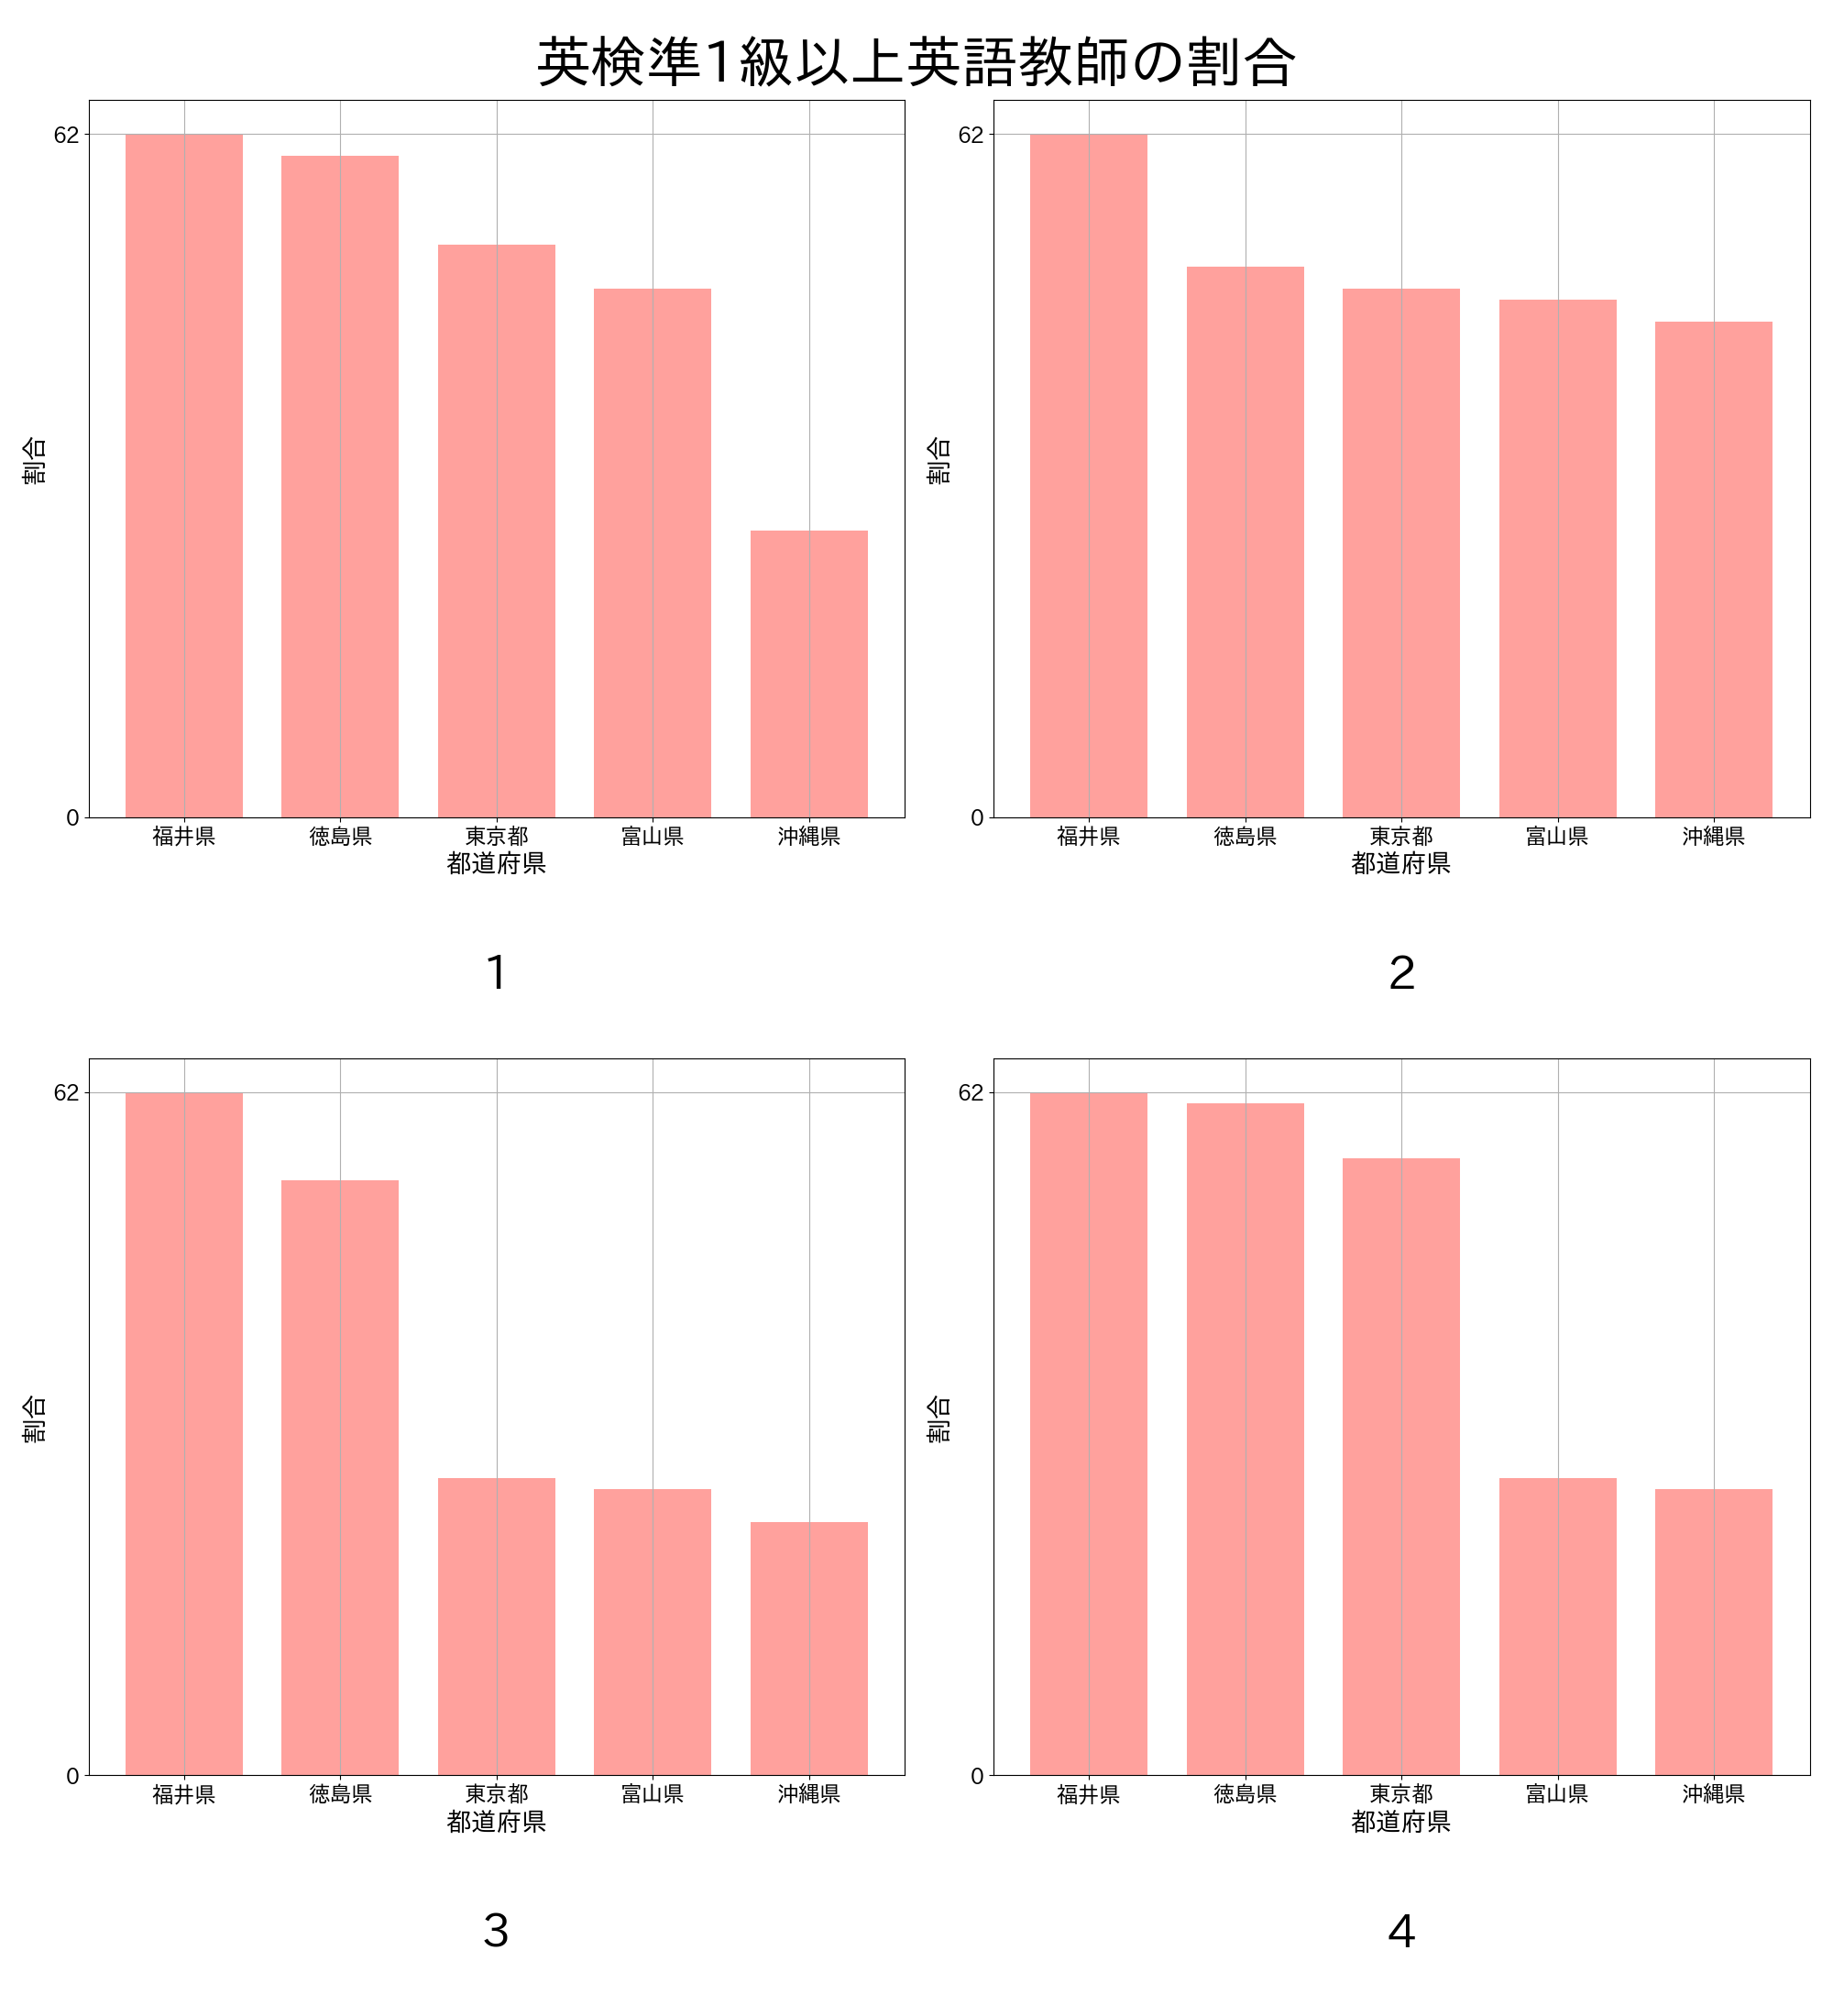 英検準1級以上英語教師の割合
62
0
割合
福井県 徳島県 東京都 富山県 沖縄県
都道府県
1
62
0
割合
福井県 徳島県 東京都 富山県 沖縄県
都道府県
2
62
0
割合
福井県 徳島県 東京都 富山県 沖縄県
都道府県
3
62
0
割合
福井県 徳島県 東京都 富山県 沖縄県
都道府県
4